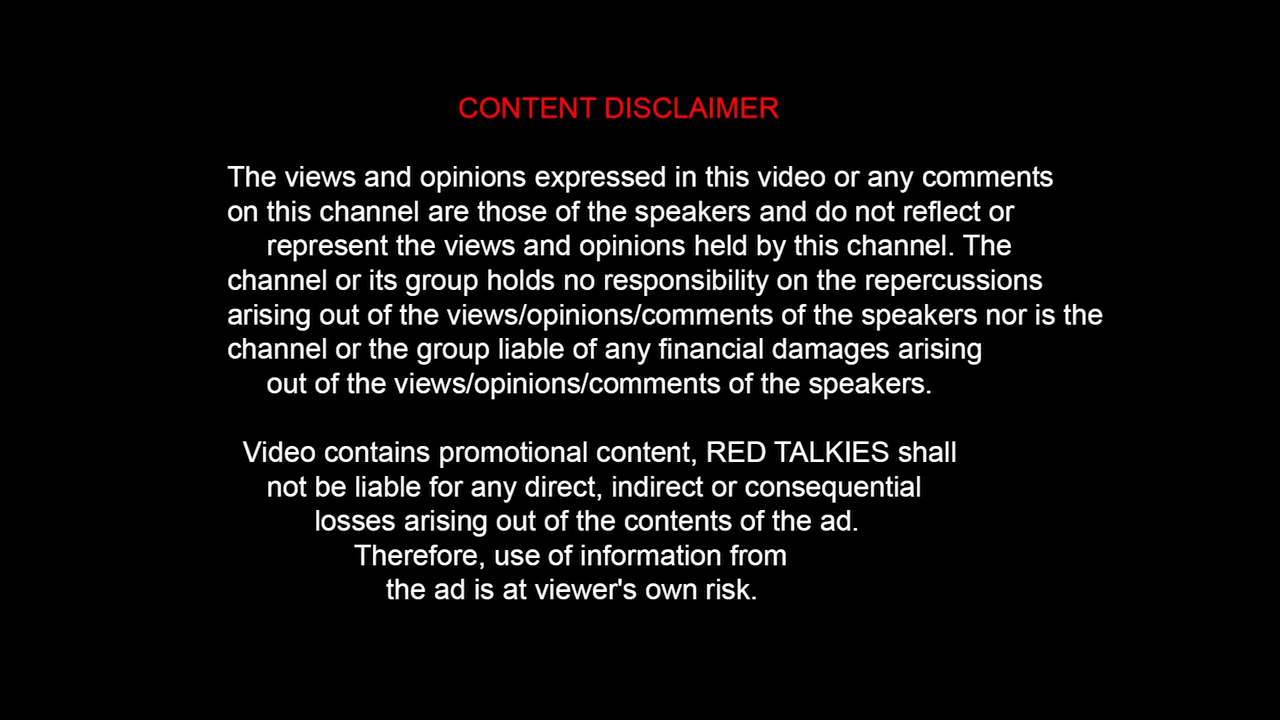 CONTENT DISCLAIMER
The views and opinions expressed in this video or any comments
on this channel are those of the speakers and do not reflect or
represent the views and opinions held by this channel. The
channel or its group holds no responsibility on the repercussions
arising out of the views/opinions/comments of the speakers nor is the
channel or the group liable of any financial damages arising
out of the views/opinions/comments of the speakers.
Video contains promotional content, RED TALKIES shall
not be liable for any direct, indirect or consequential
losses arising out of the contents of the ad.
Therefore, use of information from
the ad is at viewer's own risk.